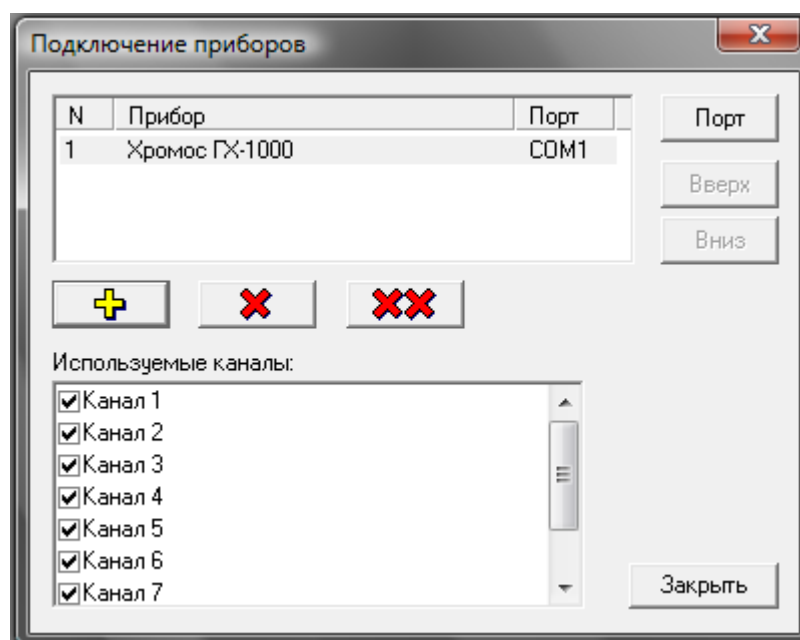 Подключение приборов
N Прибор Порт
1 Хромос ГХ-1000 COM1
Порт
Вверх
Вниз
Используемые каналы:
Канал 1
Канал 2
Канал 3
Канал 4
Канал 5
Канал 6
Канал 7
Закрыть